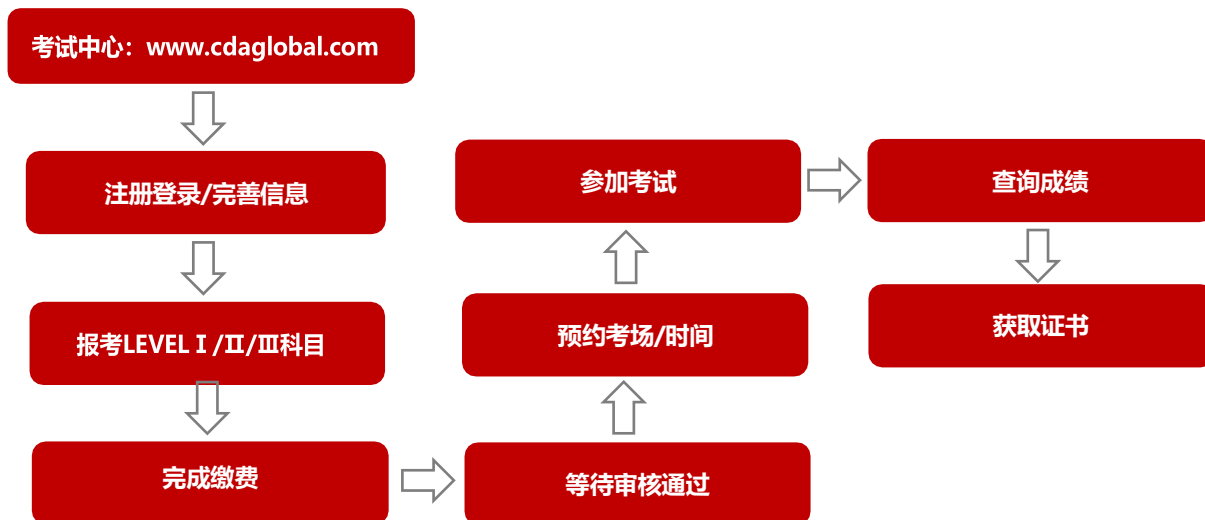 考试中心：www.cdaglobal.com
注册登录/完善信息
报考LEVEL Ⅰ/Ⅱ/Ⅲ科目
完成缴费
等待审核通过
预约考场/时间
参加考试
查询成绩
获取证书